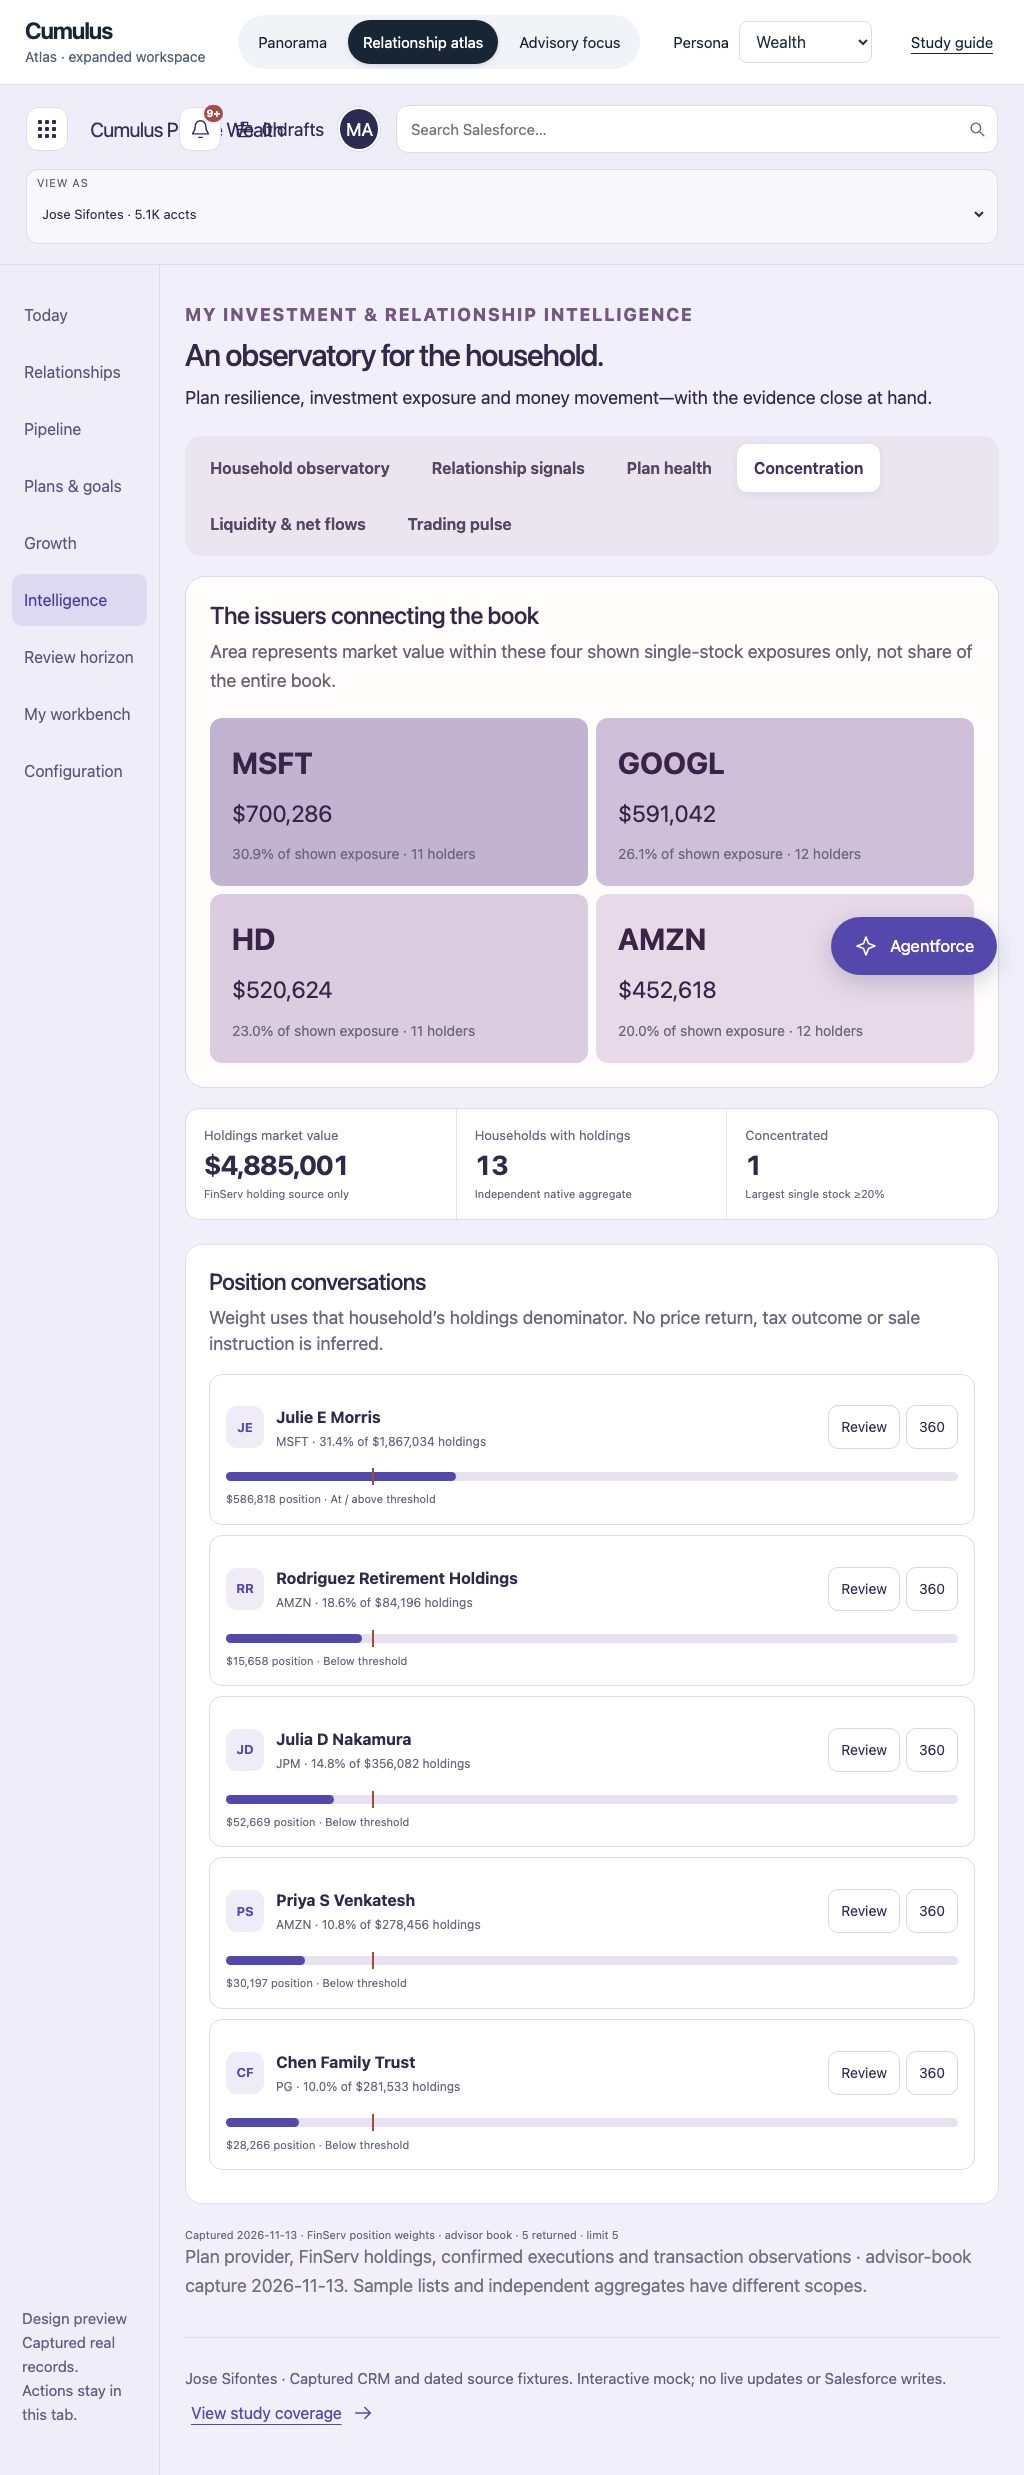 Cumulus
Atlas · expanded workspace
Panorama
Relationship atlas
Advisory focus
Persona
Wealth
Study guide
Cumulus P
Wealth
9+
drafts
MA
Search Salesforce...
VIEW AS
Jose Sifontes · 5.1K accts
Today
Relationships
Pipeline
Plans & goals
Growth
Intelligence
Review horizon
My workbench
Configuration
MY INVESTMENT & RELATIONSHIP INTELLIGENCE
An observatory for the household.
Plan resilience, investment exposure and money movement—with the evidence close at hand.
Household observatory
Relationship signals
Plan health
Concentration
Liquidity & net flows
Trading pulse
The issuers connecting the book
Area represents market value within these four shown single-stock exposures only, not share of
the entire book.
MSFT
$700,286
30.9% of shown exposure · 11 holders
GOOGL
$591,042
26.1% of shown exposure · 12 holders
HD
$520,624
23.0% of shown exposure · 11 holders
AMZN
$452,618
20.0% of shown exposure · 12 holders
Agentforce
Holdings market value
$4,885,001
FinServ holding source only
Households with holdings
13
Independent native aggregate
Concentrated
1
Largest single stock ≥20%
Position conversations
Weight uses that household's holdings denominator. No price return, tax outcome or sale
instruction is inferred.
JE
Julie E Morris
MSFT · 31.4% of $1,867,034 holdings
Review
360
$586,818 position · At / above threshold
RR
Rodriguez Retirement Holdings
AMZN · 18.6% of $84,196 holdings
Review
360
$15,658 position · Below threshold
JD
Julia D Nakamura
JPM · 14.8% of $356,082 holdings
Review
360
$52,669 position · Below threshold
PS
Priya S Venkatesh
AMZN · 10.8% of $278,456 holdings
Review
360
$30,197 position · Below threshold
CF
Chen Family Trust
PG · 10.0% of $281,533 holdings
Review
360
$28,266 position · Below threshold
Captured 2026-11-13 · FinServ position weights · advisor book · 5 returned · limit 5
Plan provider, FinServ holdings, confirmed executions and transaction observations · advisor-book
capture 2026-11-13. Sample lists and independent aggregates have different scopes.
Design preview
Captured real
records.
Actions stay in
this tab.
Jose Sifontes · Captured CRM and dated source fixtures. Interactive mock; no live updates or Salesforce writes.
View study coverage